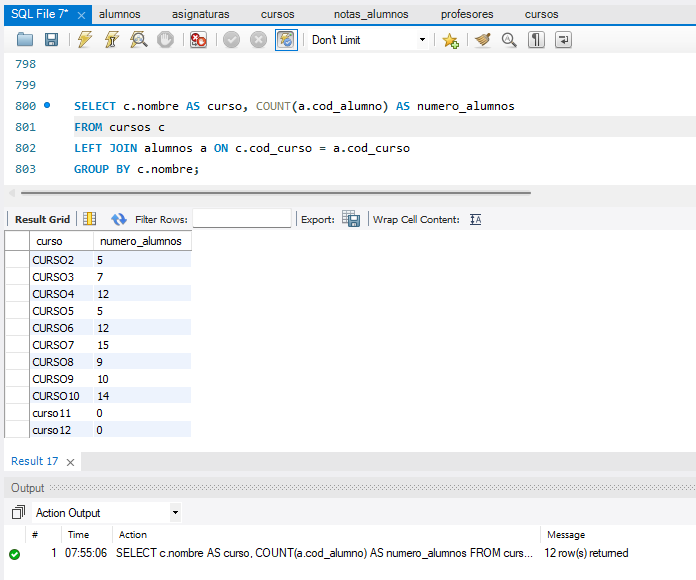 SQL File 7* alumnos asignaturas cursos notas_alumnos profesores cursos
Don't Limit
798
799
800 SELECT c.nombre AS curso, COUNT(a.cod_alumno) AS numero_alumnos
801 FROM cursos c
802 LEFT JOIN alumnos a ON c.cod_curso = a.cod_curso
803 GROUP BY c.nombre;
Result Grid Filter Rows: Export: Wrap Cell Content:
curso numero_alumnos
CURSO2 5
CURSO3 7
CURSO4 12
CURSO5 5
CURSO6 12
CURSO7 15
CURSO8 9
CURSO9 10
CURSO10 14
curso11 0
curso12 0
Result 17
Output
Action Output
# Time Action Message
1 07:55:06 SELECT c.nombre AS curso, COUNT(a.cod_alumno) AS numero_alumnos FROM curs... 12 row(s) returned